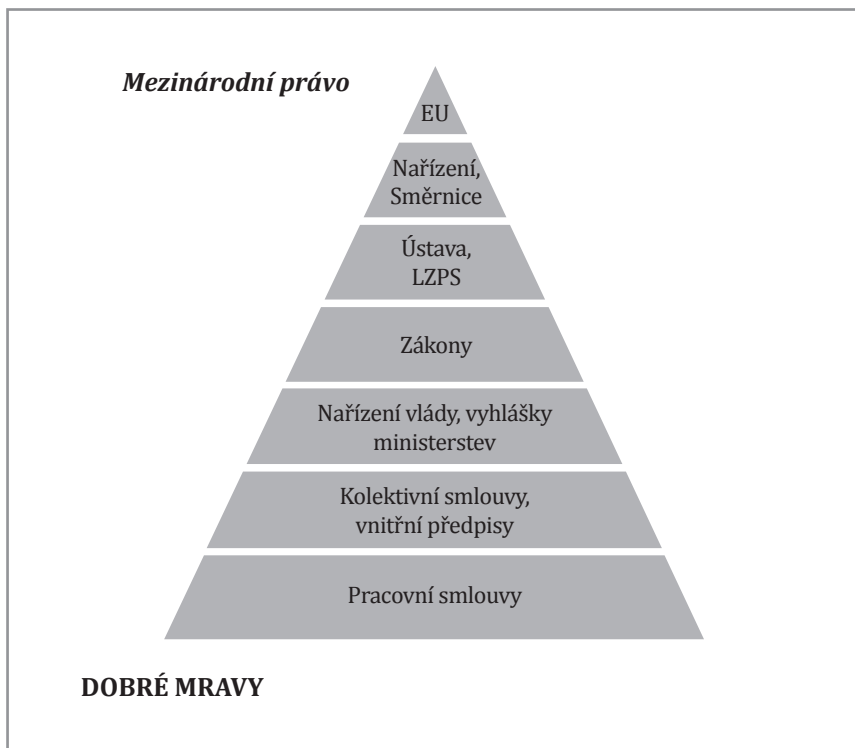 Mezinárodní právo
EU
Nařízení,
Směrnice
Ústava,
LZPS
Zákony
Nařízení vlády, vyhlášky
ministerstev
Kolektivní smlouvy,
vnitřní předpisy
Pracovní smlouvy
DOBRÉ MRAVY